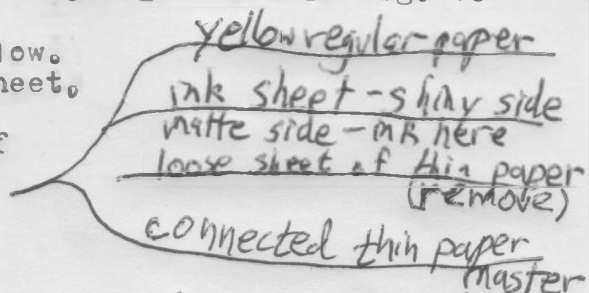 yellow regular paper
low.
heet.
ink sheet - shiny side
matte side - ink here
f
loose sheet of thin paper
(remove)
connected thin paper
master